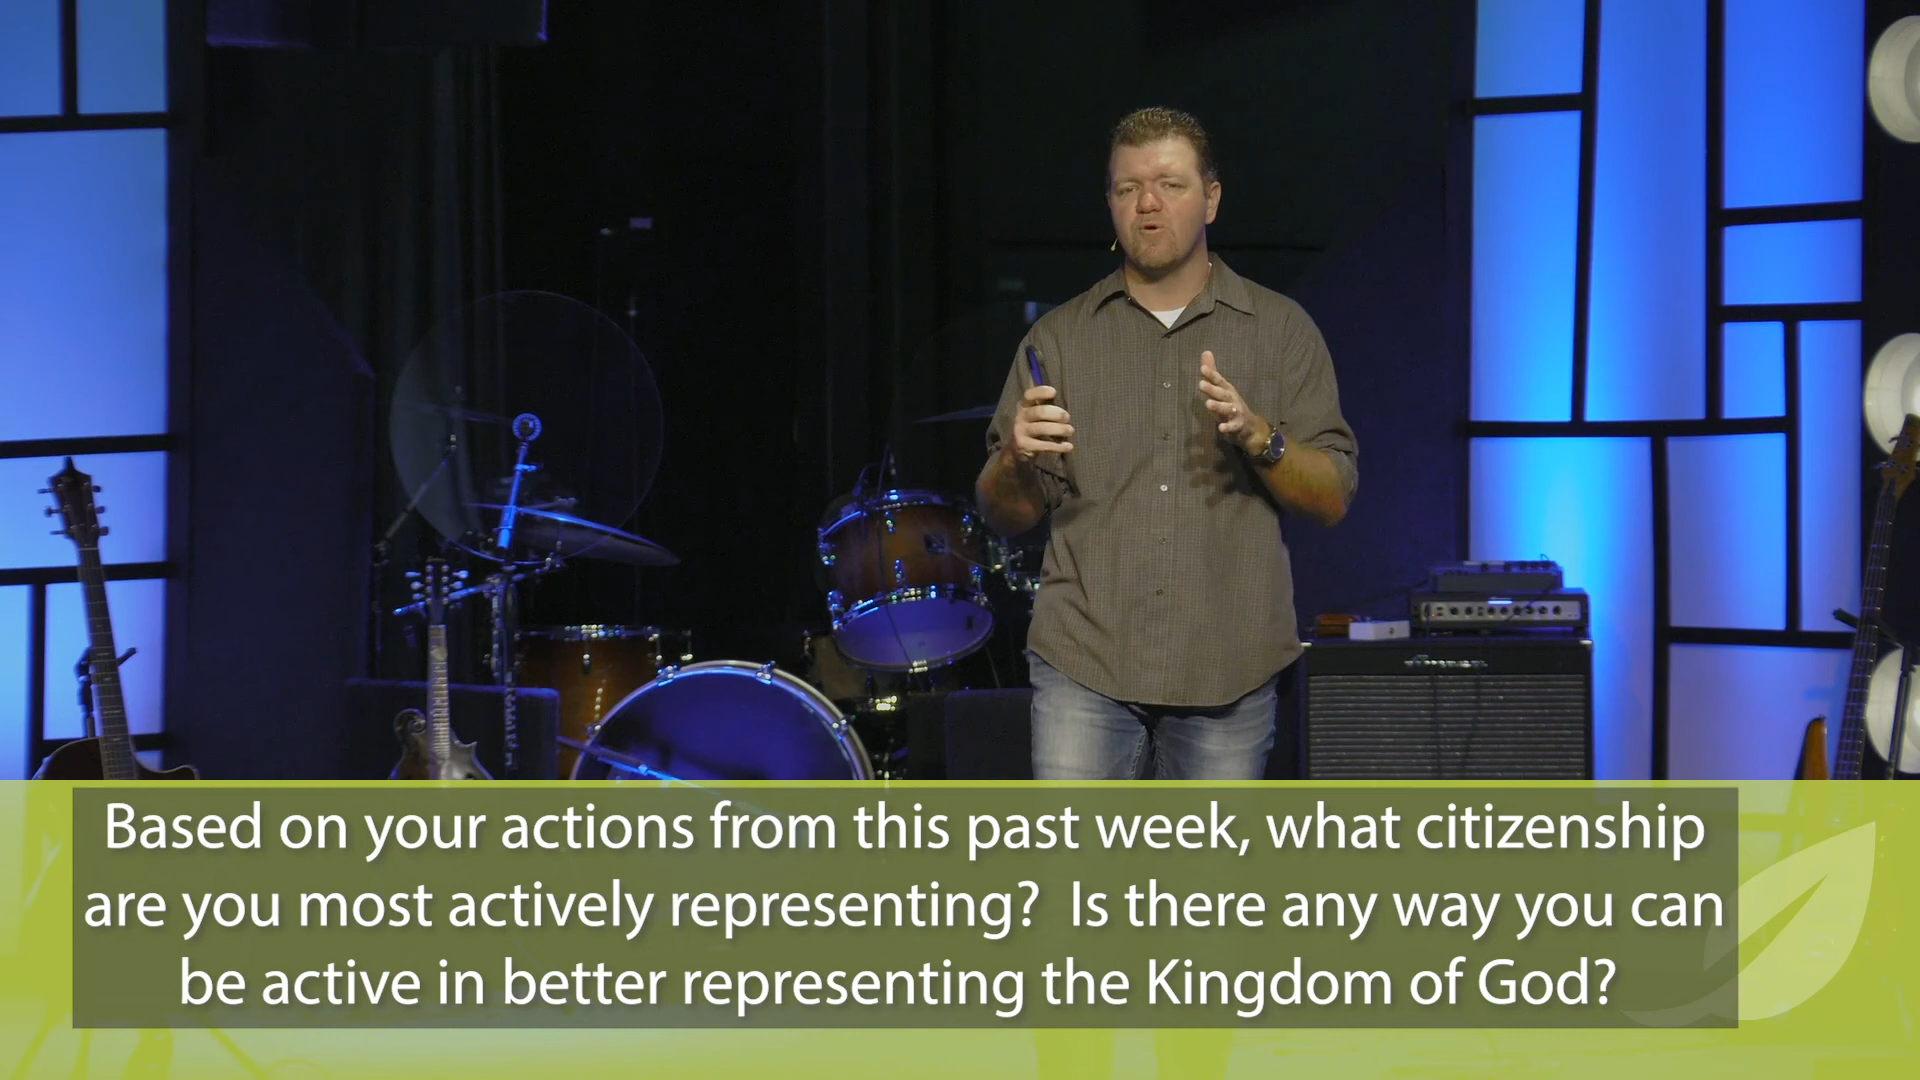 Based on your actions from this past week, what citizenship
are you most actively representing?  Is there any way you can
be active in better representing the Kingdom of God?